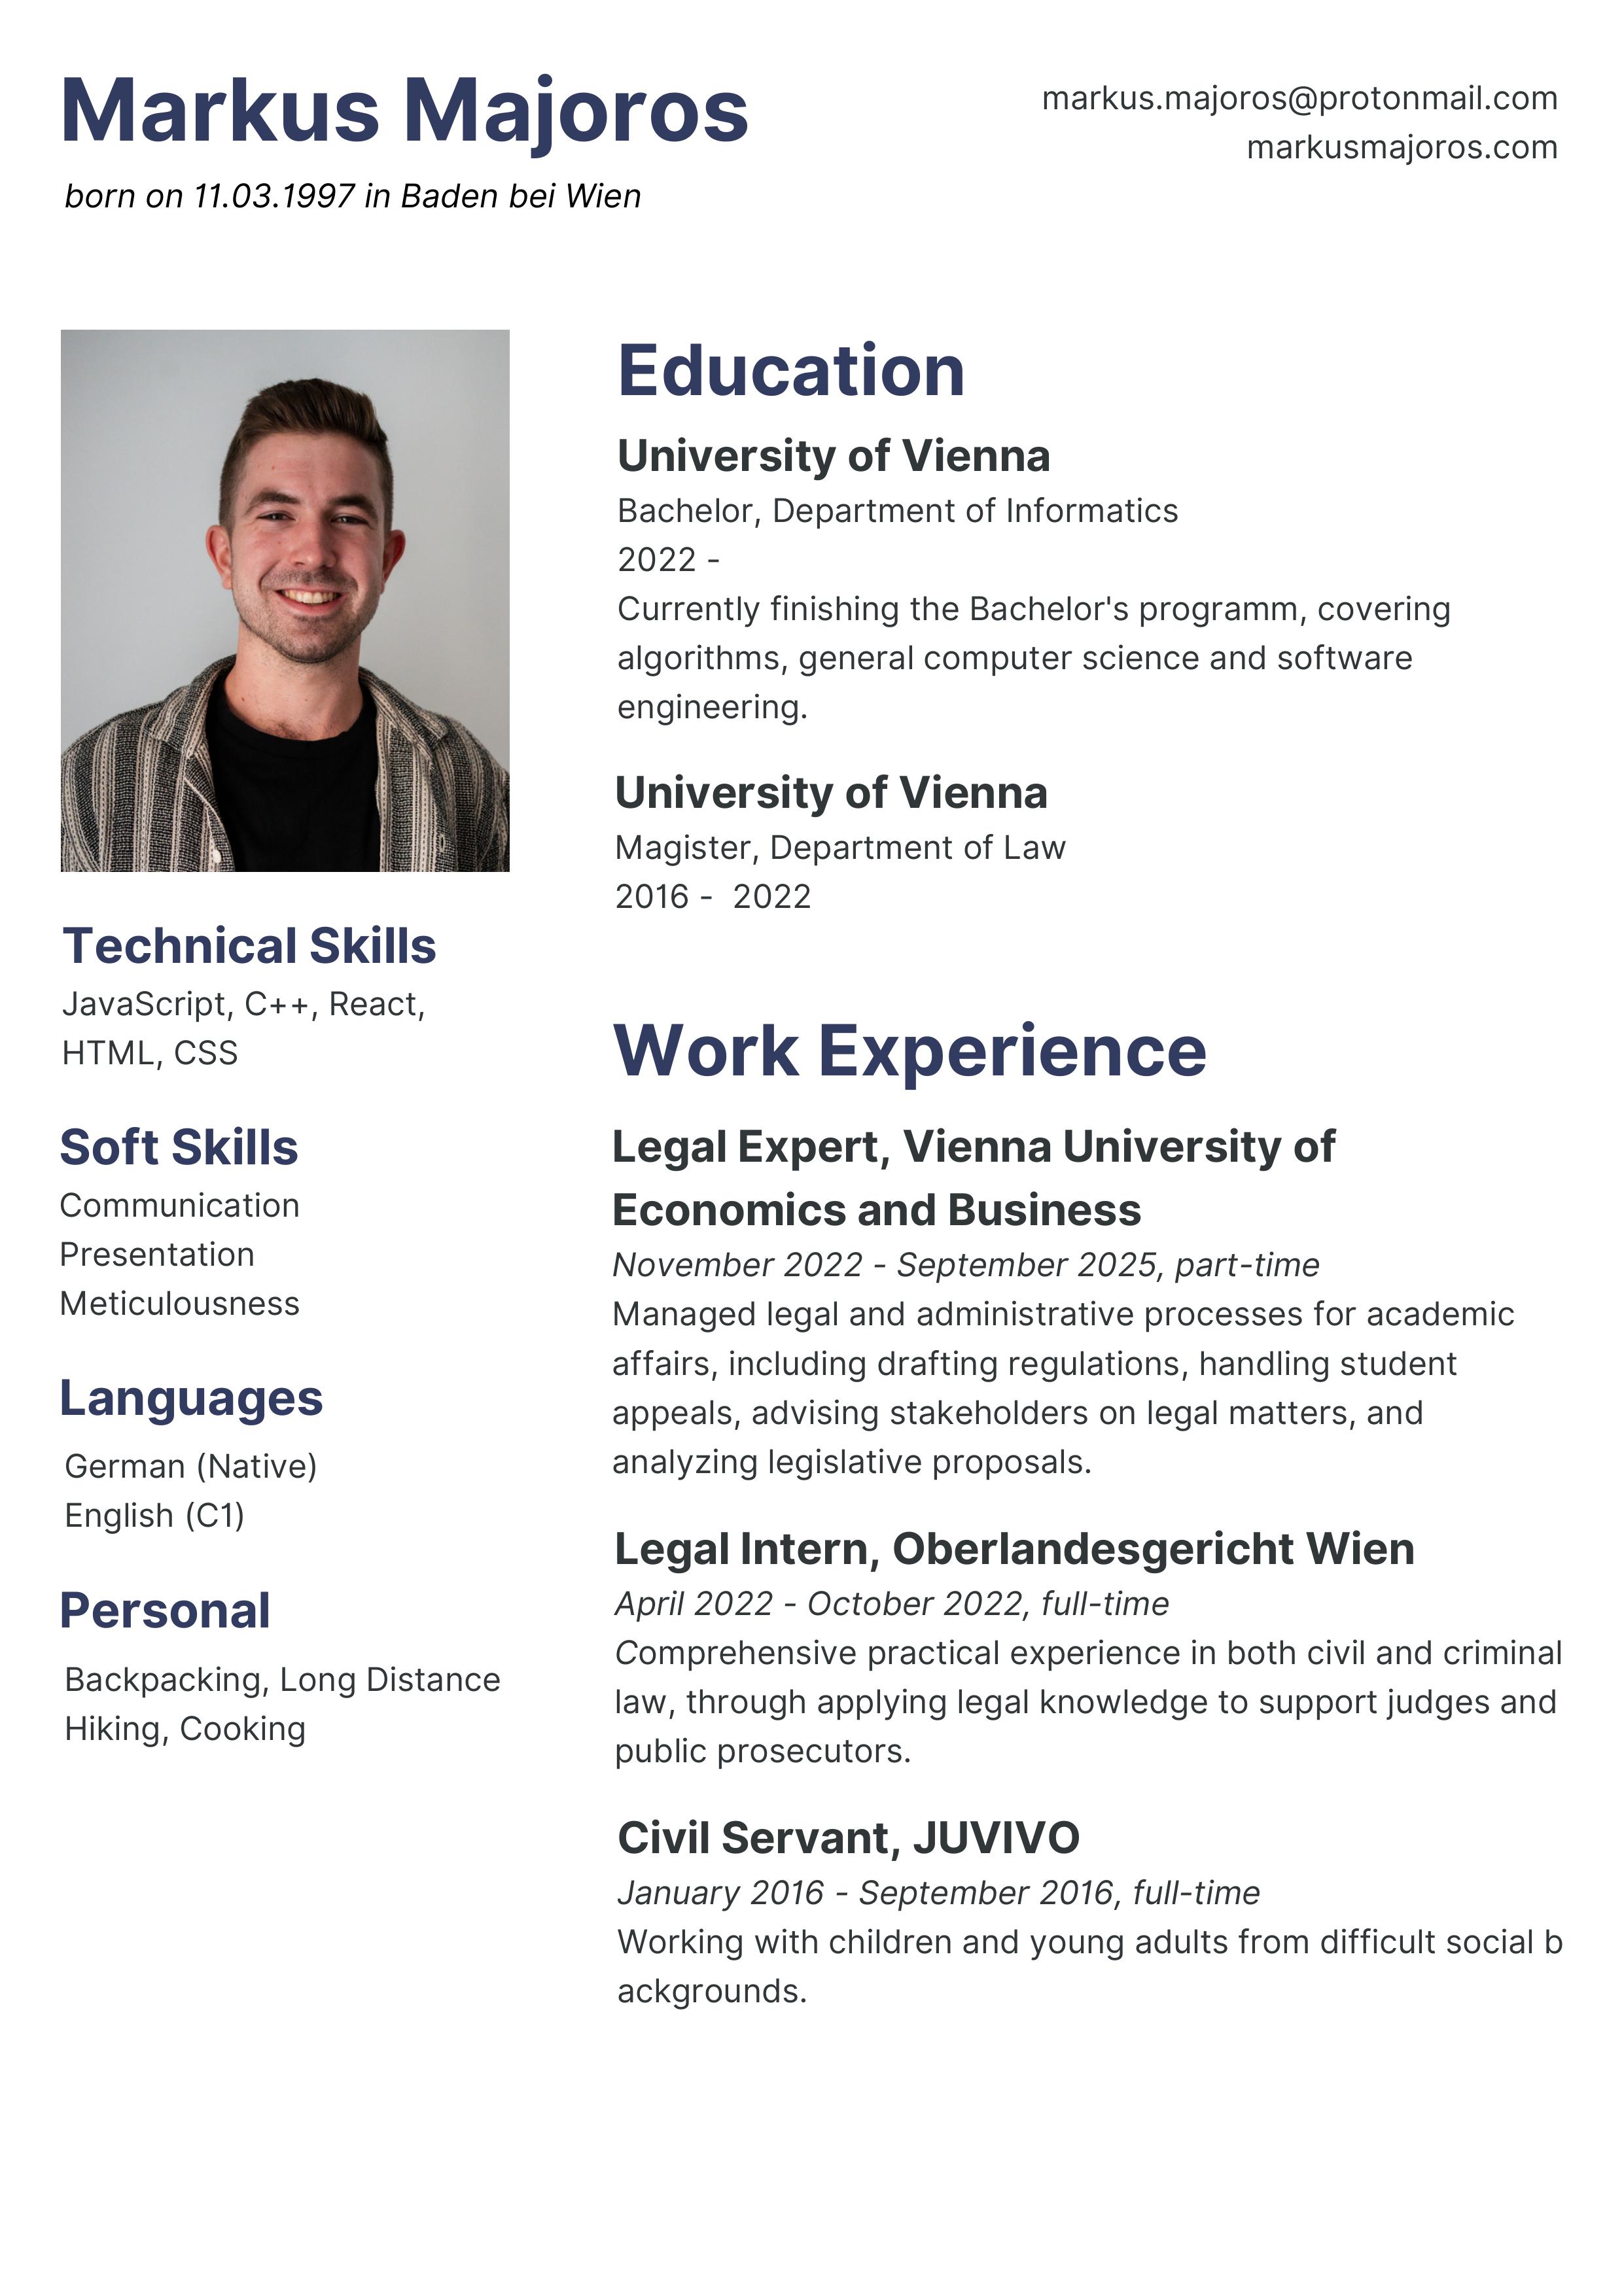 Markus Majoros
born on 11.03.1997 in Baden bei Wien
markus.majoros@protonmail.com
markusmajoros.com
Technical Skills
JavaScript, C++, React,
HTML, CSS
Soft Skills
Communication
Presentation
Meticulousness
Languages
German (Native)
English (C1)
Personal
Backpacking, Long Distance
Hiking, Cooking
Education
University of Vienna
Bachelor, Department of Informatics
2022 -
Currently finishing the Bachelor's programm, covering
algorithms, general computer science and software
engineering.
University of Vienna
Magister, Department of Law
2016 -  2022
Work Experience
Legal Expert, Vienna University of
Economics and Business
November 2022 - September 2025, part-time
Managed legal and administrative processes for academic
affairs, including drafting regulations, handling student
appeals, advising stakeholders on legal matters, and
analyzing legislative proposals.
Legal Intern, Oberlandesgericht Wien
April 2022 - October 2022, full-time
Comprehensive practical experience in both civil and criminal
law, through applying legal knowledge to support judges and
public prosecutors.
Civil Servant, JUVIVO
January 2016 - September 2016, full-time
Working with children and young adults from difficult social b
ackgrounds.